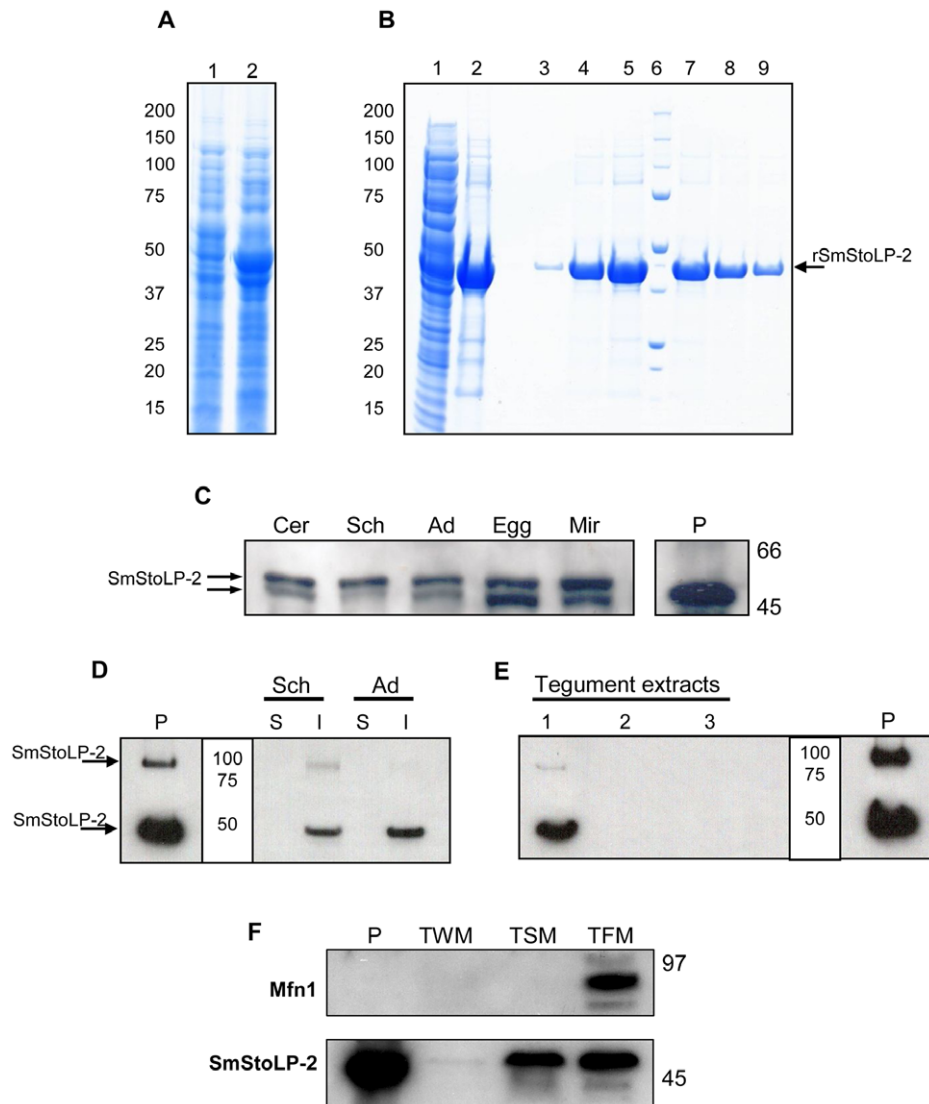 A
B
1 2
1 2 3 4 5 6 7 8 9
200
150
100
75
50
37
25
20
15
200
150
100
75
50
37
25
20
15
rSmStoLP-2
C
Cer Sch Ad Egg Mir P
SmStoLP-2
66
45
D
Sch Ad
P S I S I
SmStoLP-2
SmStoLP-2
100
75
50
E
Tegument extracts
1 2 3 P
100
75
50
F
P TWM TSM TFM
Mfn1
97
SmStoLP-2
45